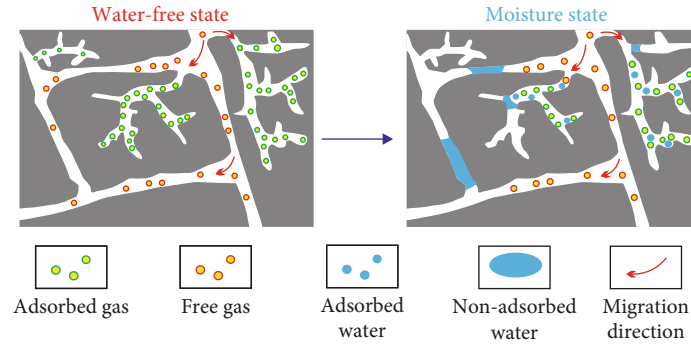 Water-free state
Moisture state
Adsorbed gas
Free gas
Adsorbed
water
Non-adsorbed
water
Migration
direction